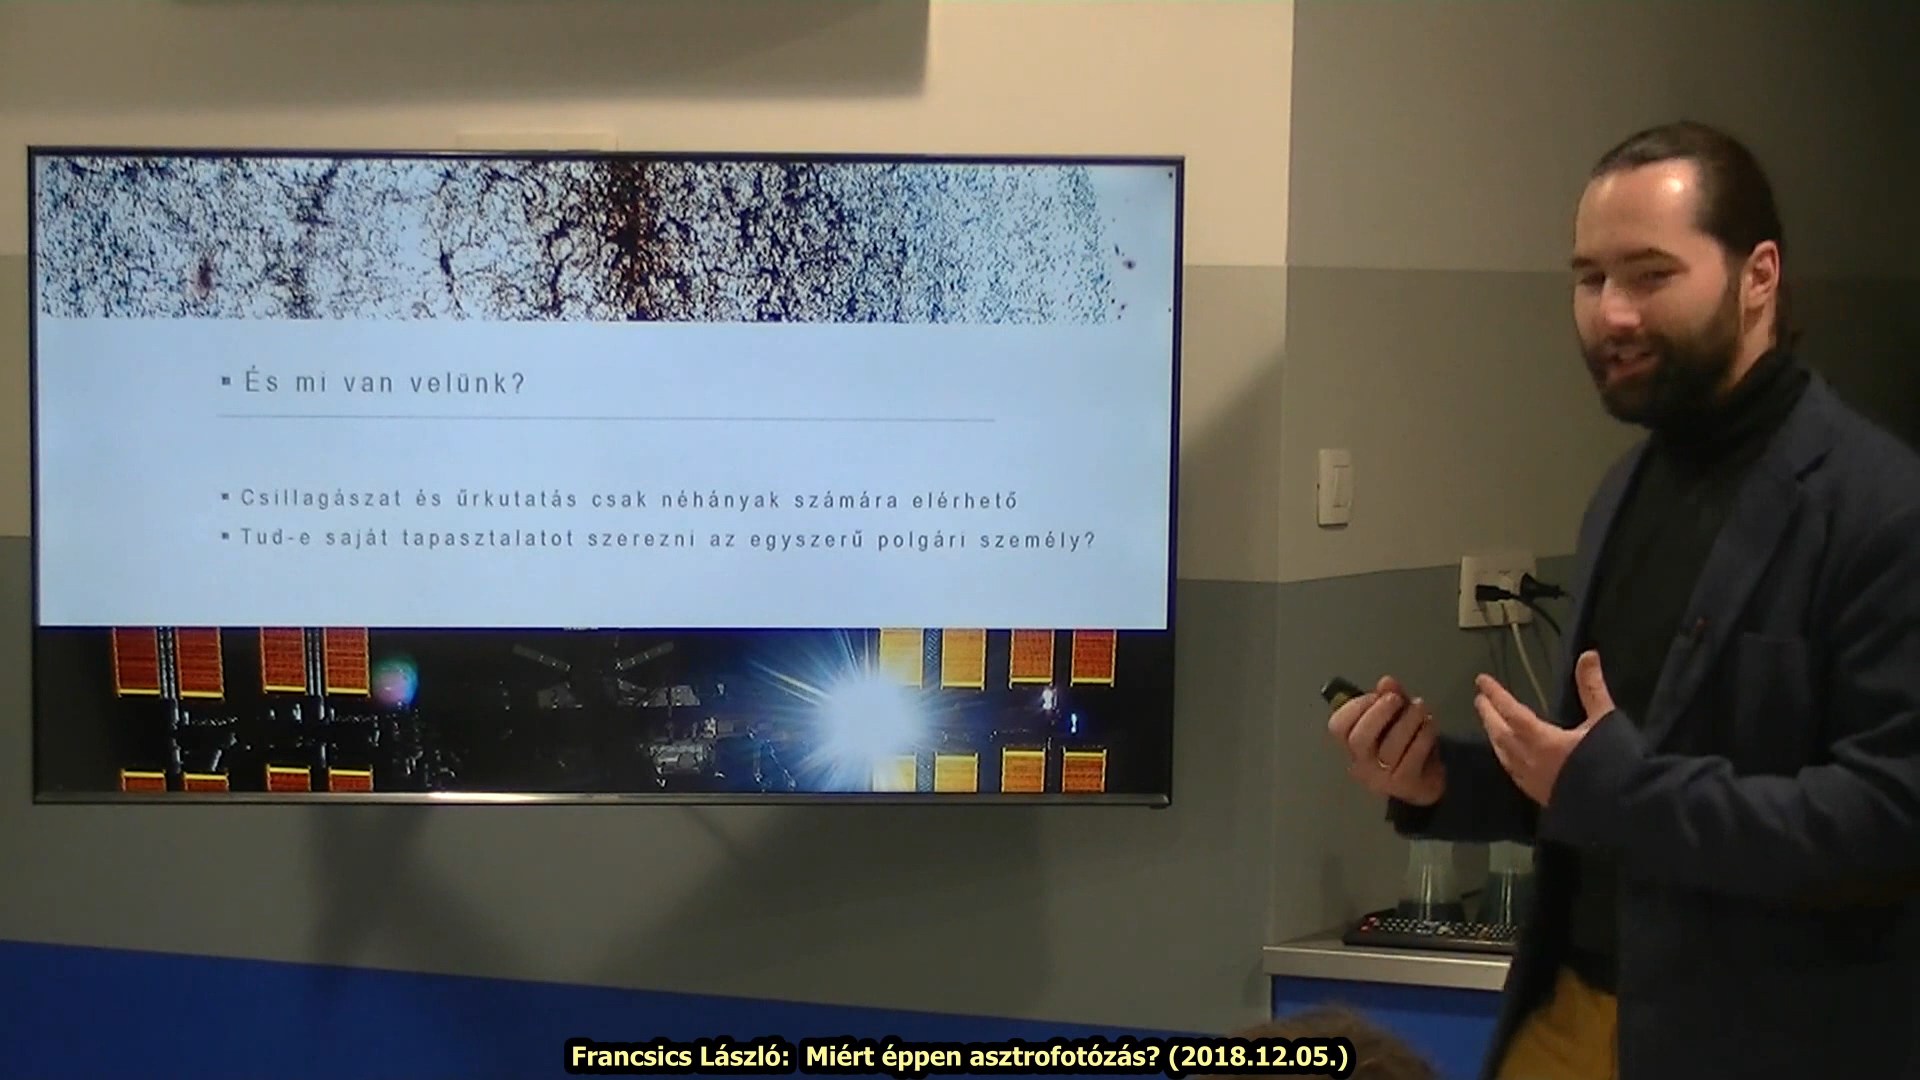 ▪ És mi van velünk?
▪ Csillagászat és űrkutatás csak néhányak számára elérhető
▪ Tud-e saját tapasztalatot szerezni az egyszerű polgári személy?
Francsics László: Miért éppen asztrofotózás? (2018.12.05.)